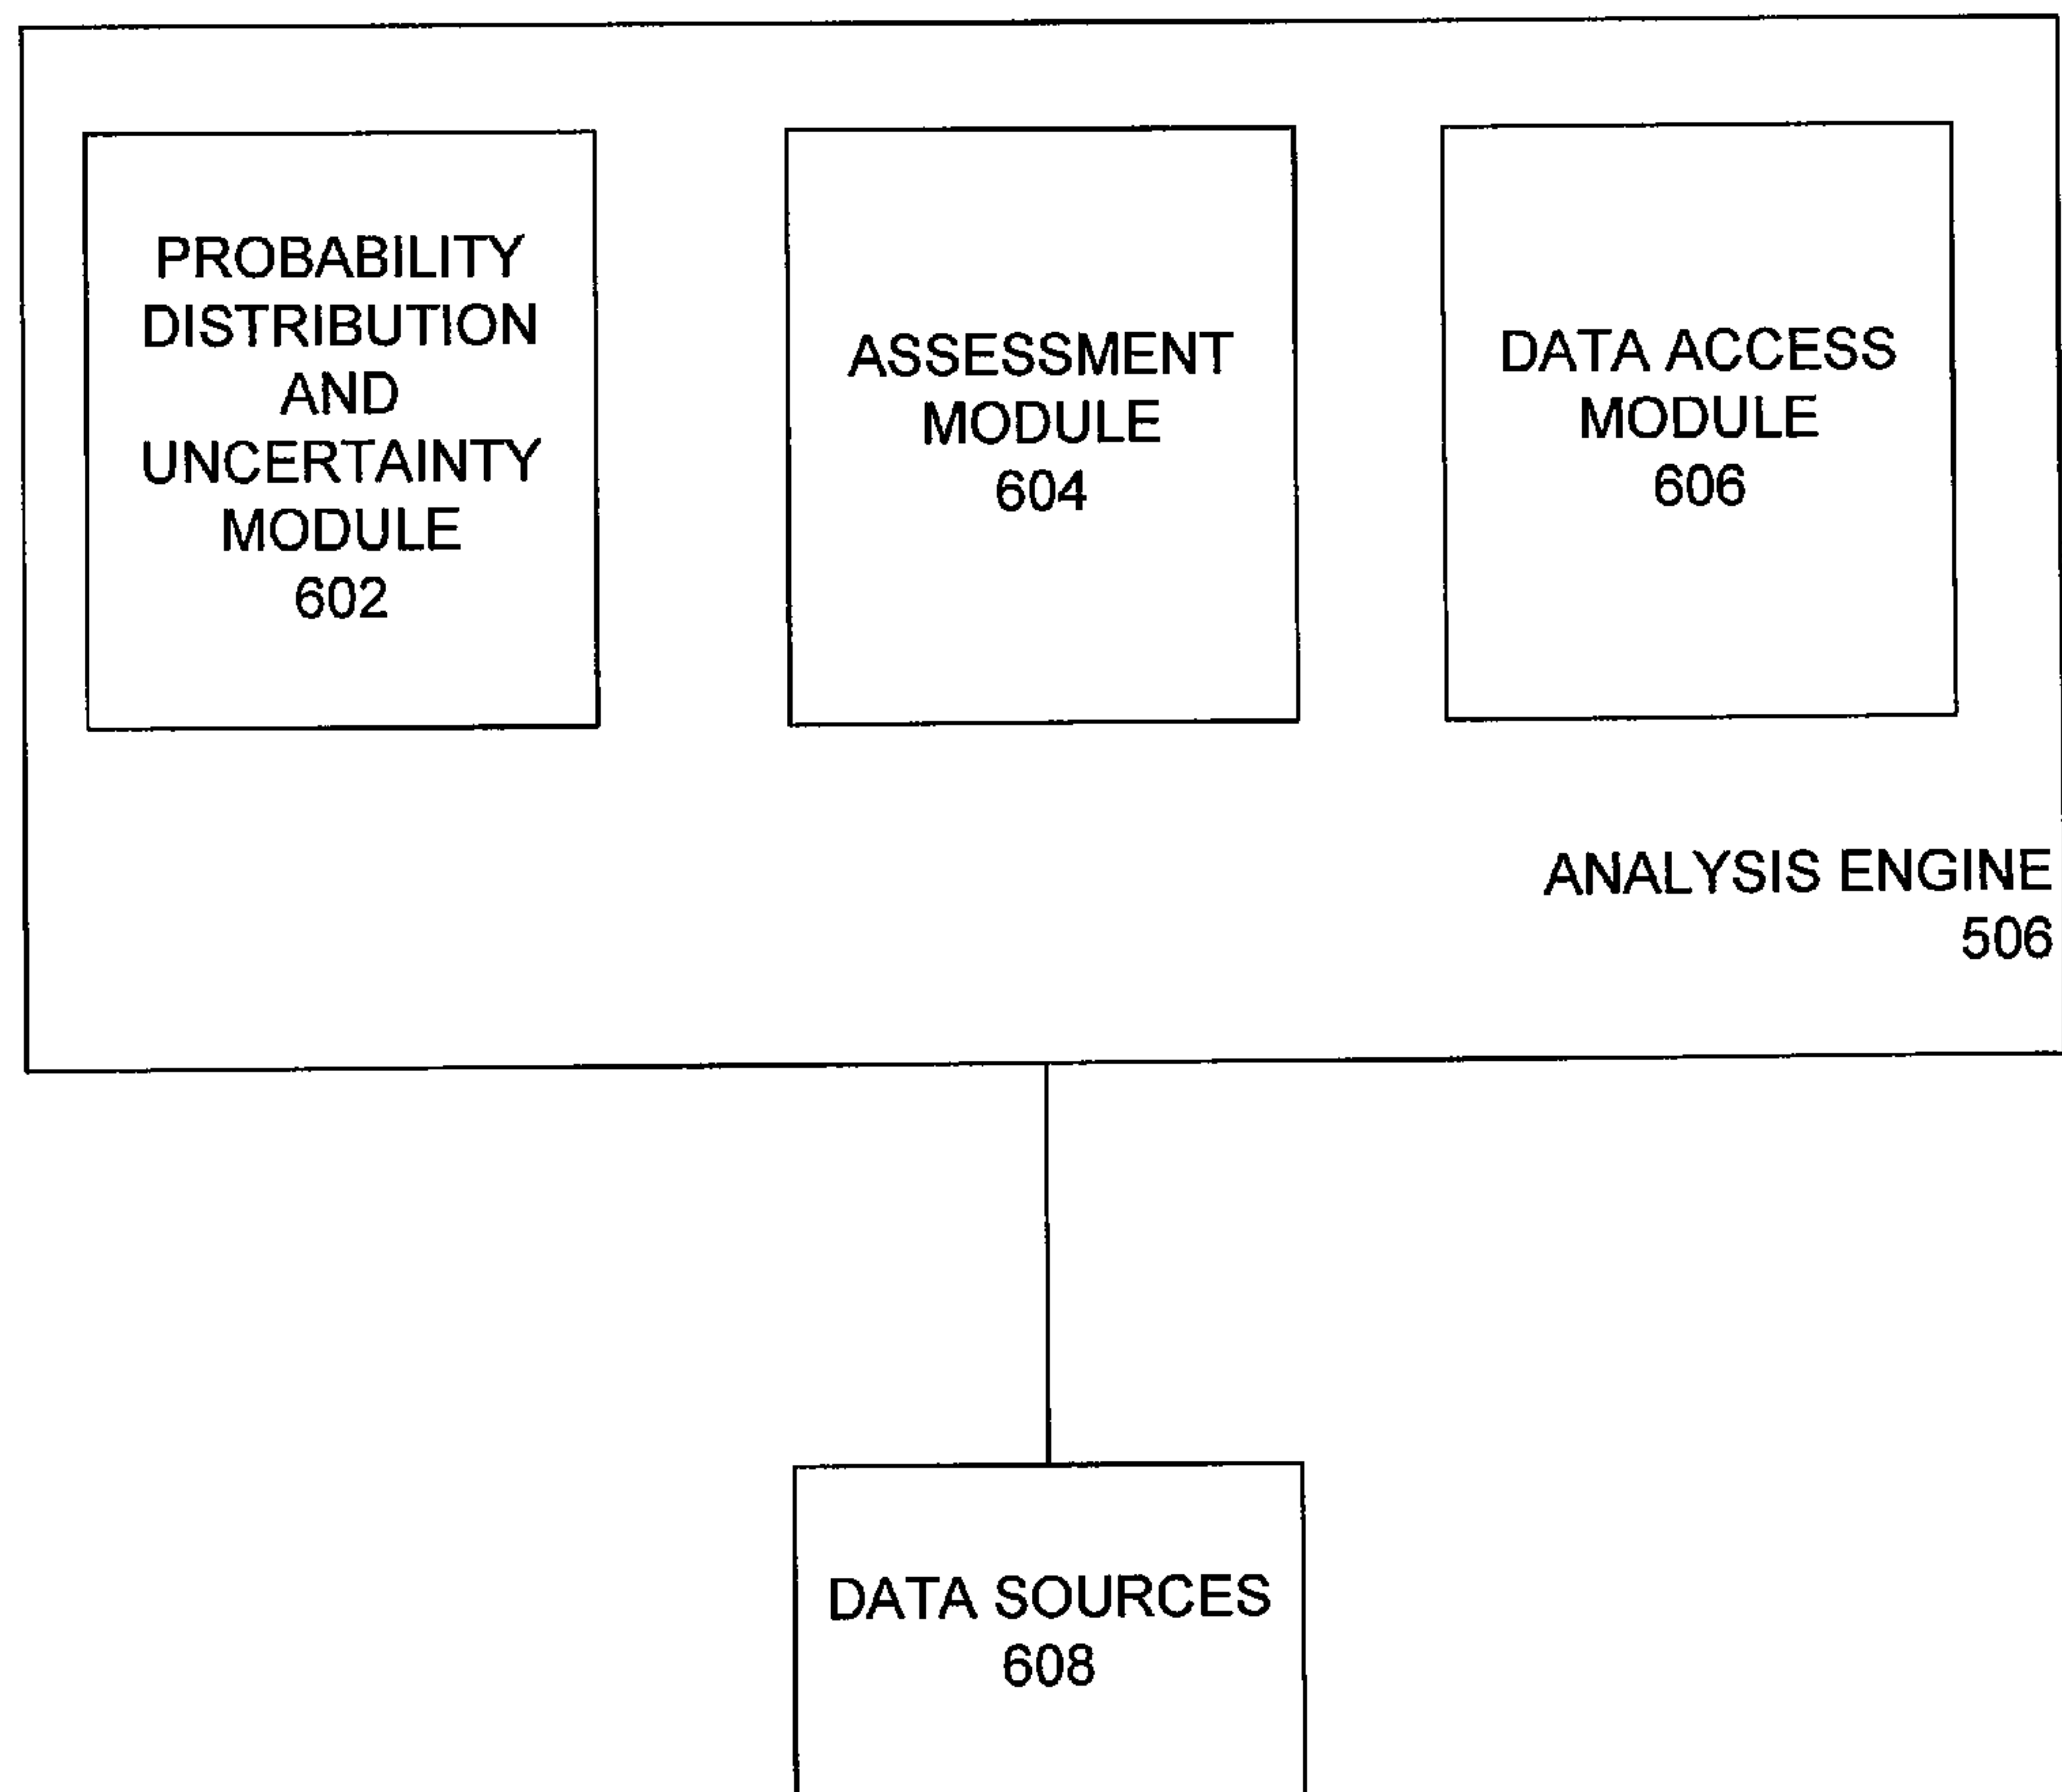 PROBABILITY
DISTRIBUTION
AND
UNCERTAINTY
MODULE
602
ASSESSMENT
MODULE
604
DATA ACCESS
MODULE
606
ANALYSIS ENGINE
506
DATA SOURCES
608